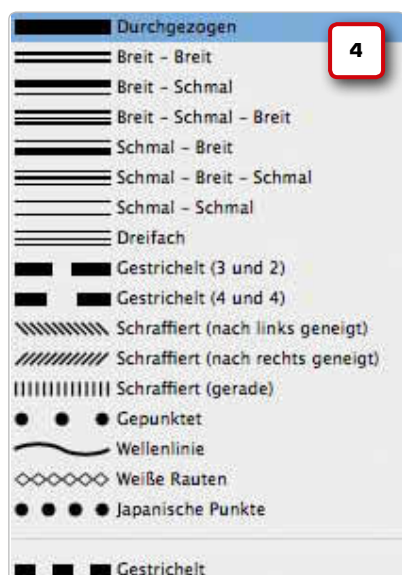 Durchgezogen
4
Breit – Breit
Breit – Schmal
Breit – Schmal – Breit
Schmal – Breit
Schmal – Breit – Schmal
Schmal – Schmal
Dreifach
Gestrichelt (3 und 2)
Gestrichelt (4 und 4)
Schraffiert (nach links geneigt)
Schraffiert (nach rechts geneigt)
Schraffiert (gerade)
Gepunktet
Wellenlinie
Weiße Rauten
Japanische Punkte
Gestrichelt